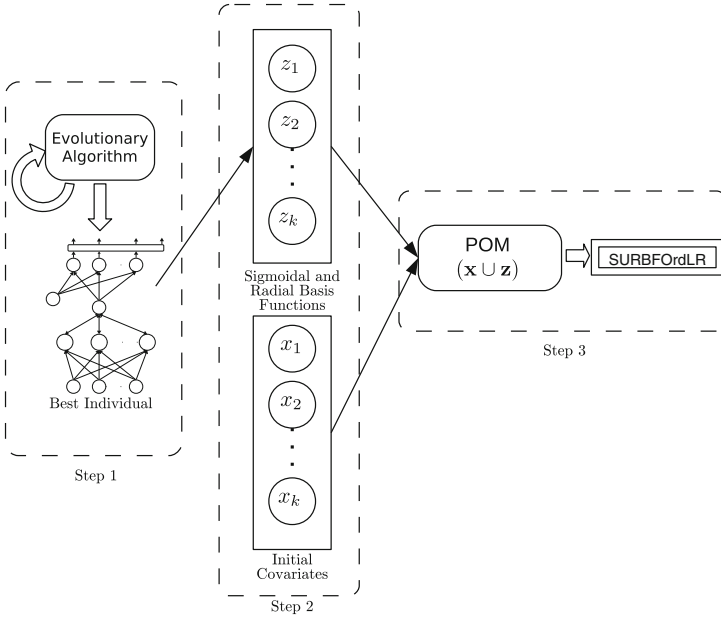 Evolutionary
Algorithm
Best Individual
Step 1
z1
z2
zk
Sigmoidal and
Radial Basis
Functions
x1
x2
xk
Initial
Covariates
Step 2
POM
(x ∪ z)
SURBFOrdLR
Step 3